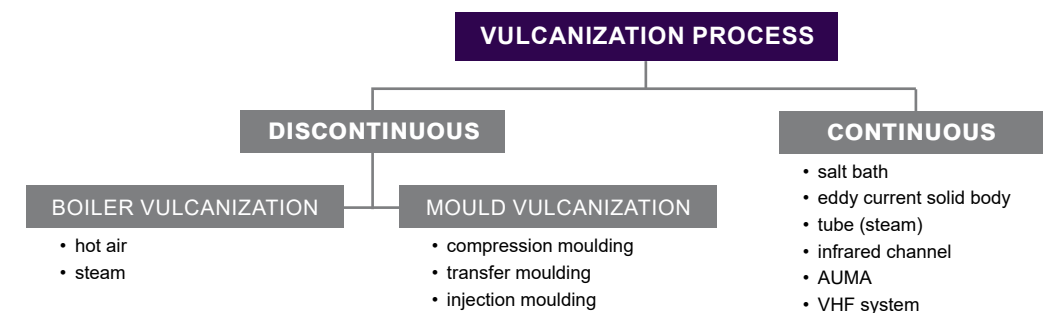 VULCANIZATION PROCESS
DISCONTINUOUS
BOILER VULCANIZATION
• hot air
• steam
MOULD VULCANIZATION
• compression moulding
• transfer moulding
• injection moulding
CONTINUOUS
• salt bath
• eddy current solid body
• tube (steam)
• infrared channel
• AUMA
• VHF system